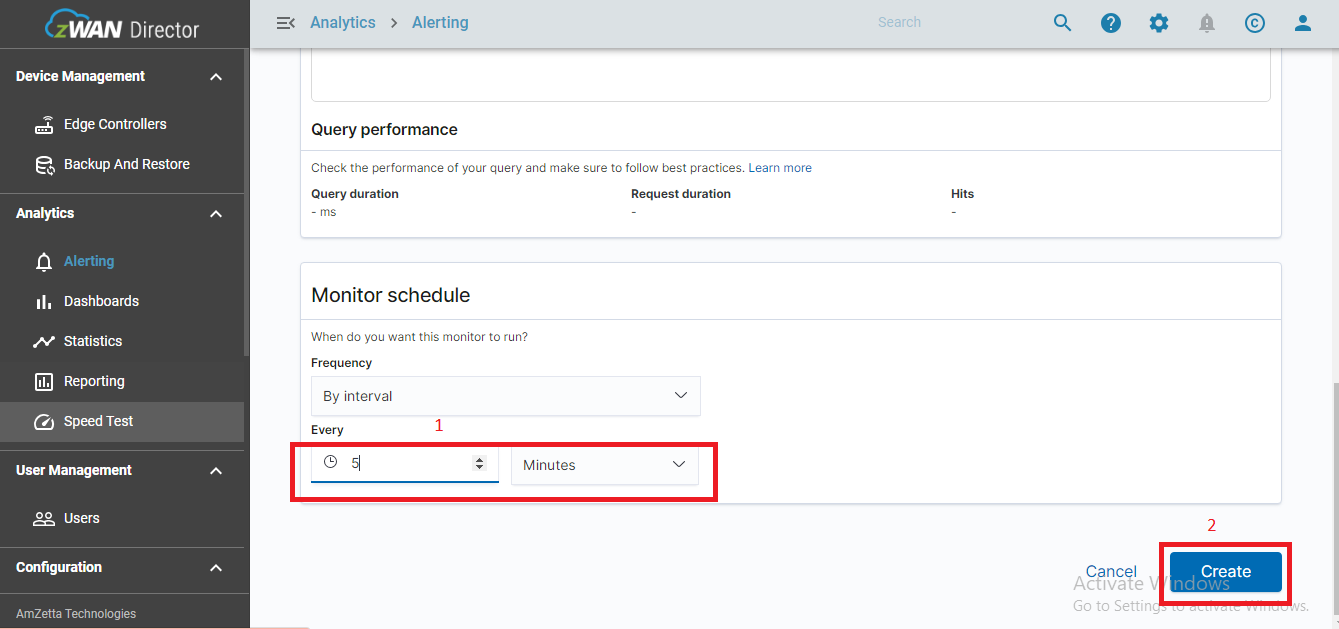 zWAN Director
Analytics > Alerting
Search
Device Management
Edge Controllers
Backup And Restore
Analytics
Alerting
Dashboards
Statistics
Reporting
Speed Test
User Management
Users
Configuration
AmZetta Technologies
Query performance
Check the performance of your query and make sure to follow best practices. Learn more
Query duration Request duration Hits
- ms - -
Monitor schedule
When do you want this monitor to run?
Frequency
By interval
Every 1
5 Minutes
2
Cancel Create
Activate Windows
Go to Settings to activate Windows.